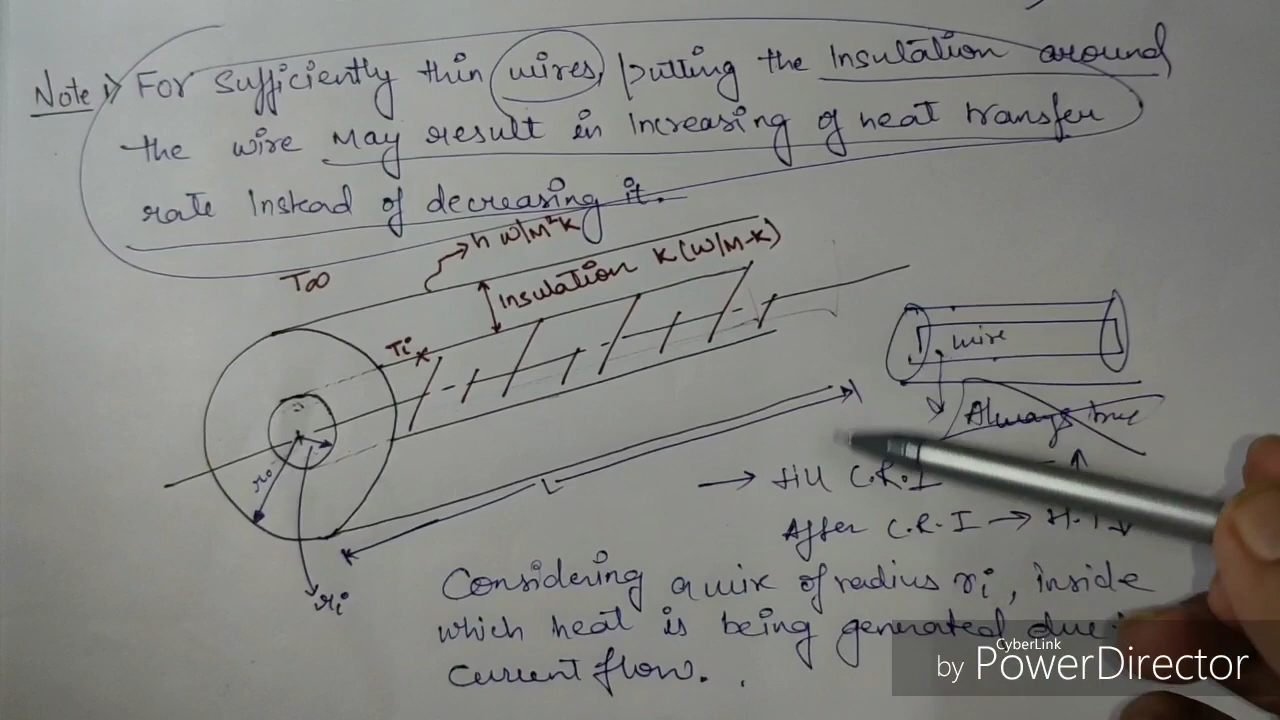 Note 1) For sufficiently thin wires, putting the Insulation around
the wire may result in increasing of heat transfer
rate Instead of decreasing it.
h W/m²K
T∞
Insulation K (W/M-K)
Ti
wire
Always true
ro
L
→ till C.R.I ↑
After C.R.I → H.T ↓
ri
Considering a wire of radius ri, inside
which heat is being generated due
current flow.
CyberLink
by PowerDirector